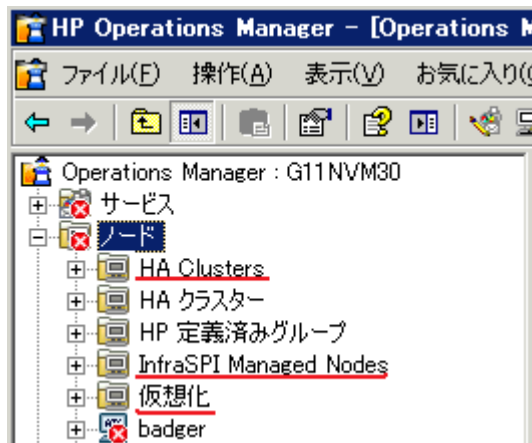 HP Operations Manager - [Operations M
ファイル(F) 操作(A) 表示(V) お気に入り(
Operations Manager : G11NVM30
サービス
ノード
HA Clusters
HA クラスター
HP 定義済みグループ
InfraSPI Managed Nodes
仮想化
badger